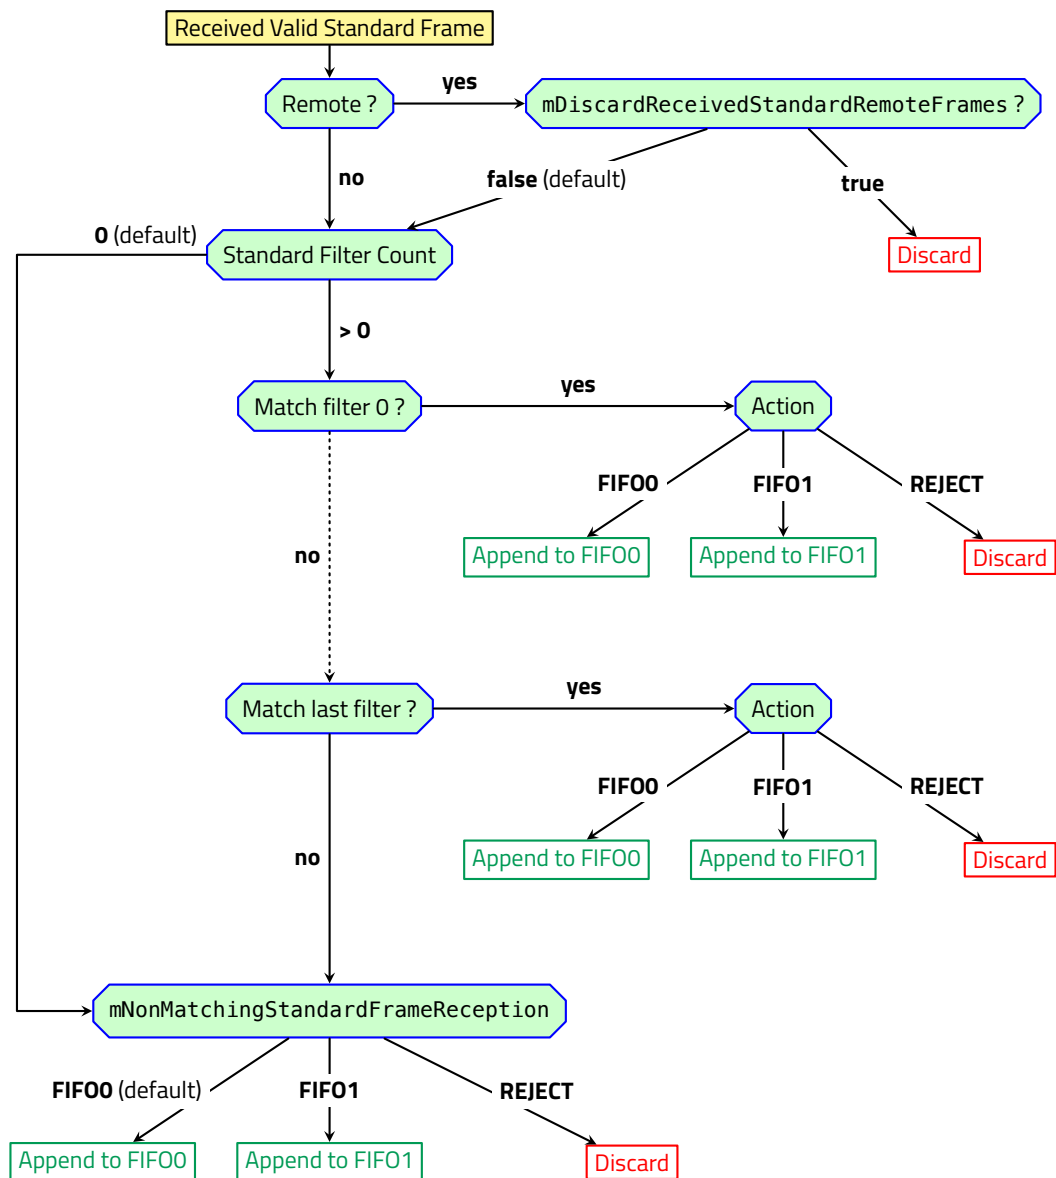 Received Valid Standard Frame
yes
Remote ?
mDiscardReceivedStandardRemoteFrames ?
no
false (default)
true
0 (default)
Standard Filter Count
Discard
> 0
yes
Match filter 0 ?
Action
FIFO0
FIFO1
REJECT
no
Append to FIFO0
Append to FIFO1
Discard
yes
Match last filter ?
Action
FIFO0
FIFO1
REJECT
no
Append to FIFO0
Append to FIFO1
Discard
mNonMatchingStandardFrameReception
FIFO0 (default)
FIFO1
REJECT
Append to FIFO0
Append to FIFO1
Discard